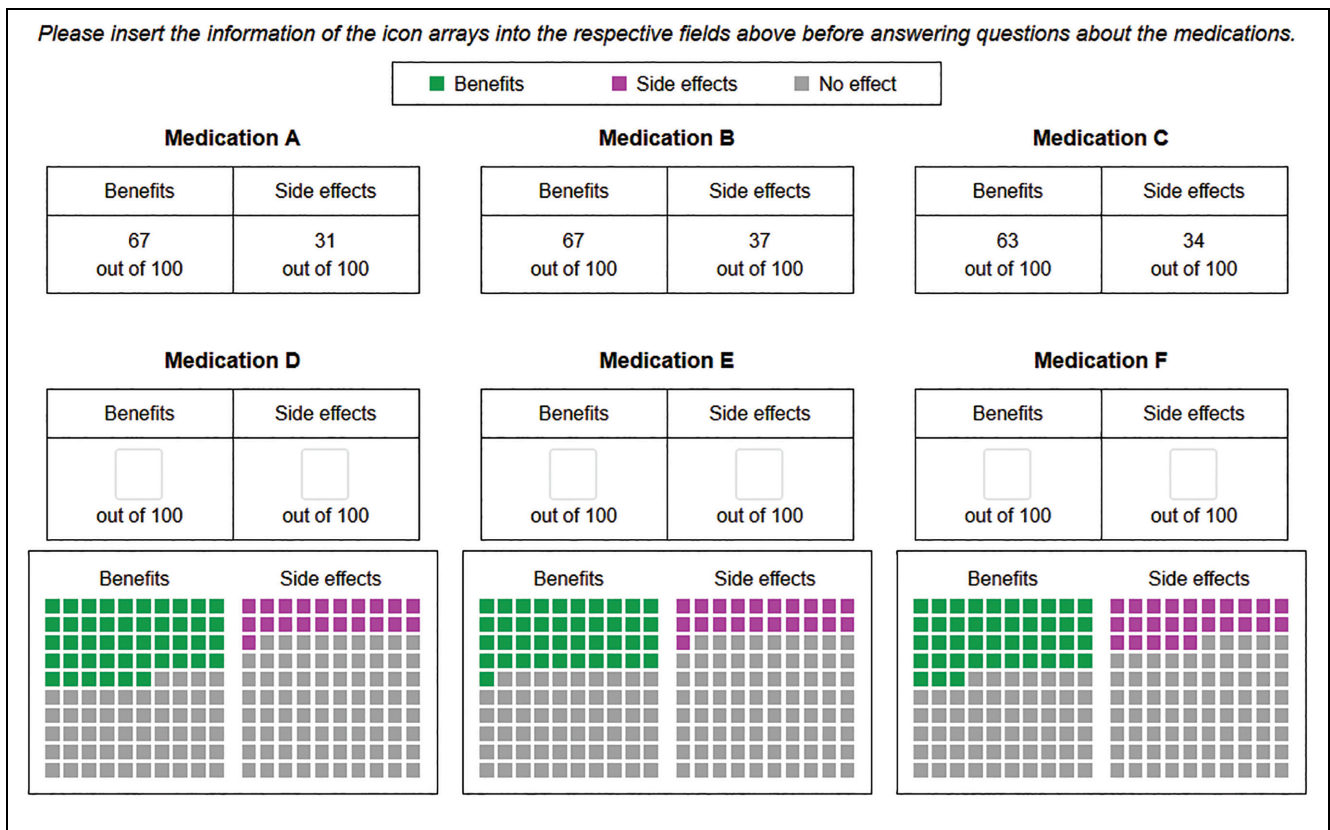 Please insert the information of the icon arrays into the respective fields above before answering questions about the medications.
Benefits Side effects No effect
Medication A Medication B Medication C
Benefits Side effects Benefits Side effects Benefits Side effects
67 31 67 37 63 34
out of 100 out of 100 out of 100 out of 100 out of 100 out of 100
Medication D Medication E Medication F
Benefits Side effects Benefits Side effects Benefits Side effects
out of 100 out of 100 out of 100 out of 100 out of 100 out of 100
Benefits Side effects Benefits Side effects Benefits Side effects